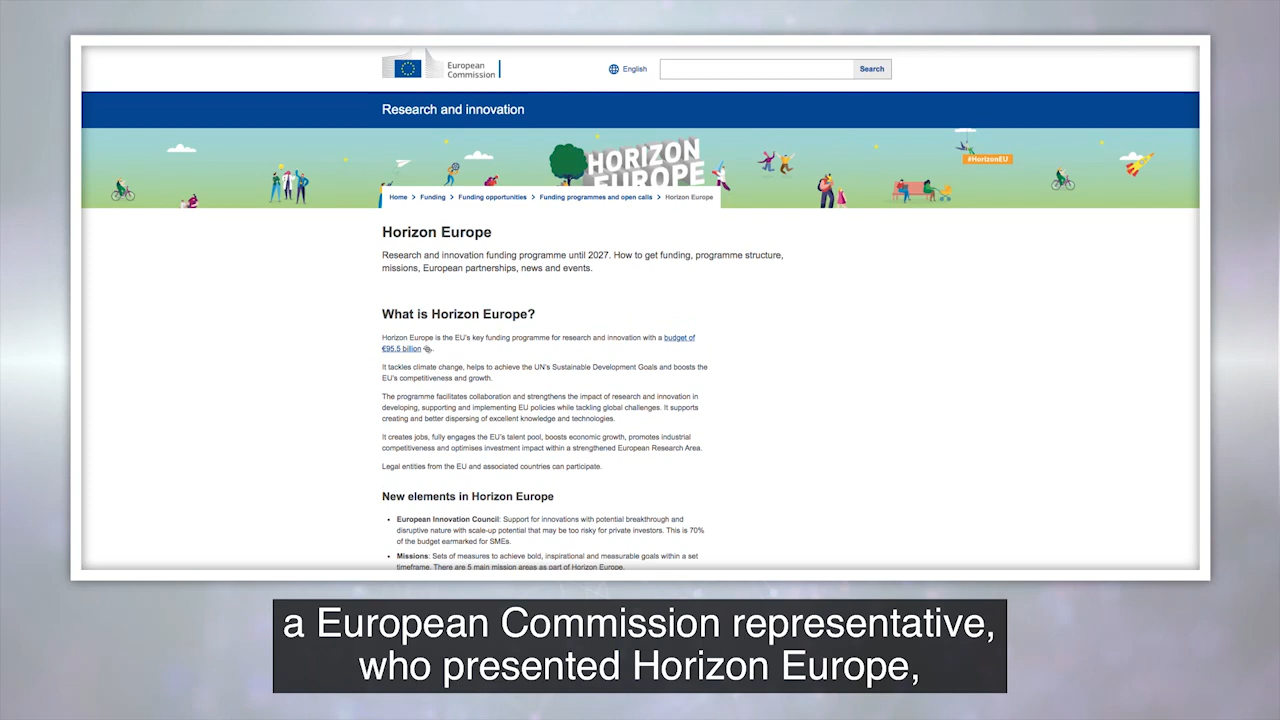 European
Commission
English
Search
Research and innovation
HORIZON
EUROPE
#HorizonEU
Home > Funding > Funding opportunities > Funding programmes and open calls > Horizon Europe
Horizon Europe
Research and innovation funding programme until 2027. How to get funding, programme structure,
missions, European partnerships, news and events.
What is Horizon Europe?
Horizon Europe is the EU's key funding programme for research and innovation with a budget of
€95.5 billion.
It tackles climate change, helps to achieve the UN's Sustainable Development Goals and boosts the
EU's competitiveness and growth.
The programme facilitates collaboration and strengthens the impact of research and innovation in
developing, supporting and implementing EU policies while tackling global challenges. It supports
creating and better dispersing of excellent knowledge and technologies.
It creates jobs, fully engages the EU's talent pool, boosts economic growth, promotes industrial
competitiveness and optimises investment impact within a strengthened European Research Area.
Legal entities from the EU and associated countries can participate.
New elements in Horizon Europe
• European Innovation Council: Support for innovations with potential breakthrough and
disruptive nature with scale-up potential that may be too risky for private investors. This is 70%
of the budget earmarked for SMEs.
• Missions: Sets of measures to achieve bold, inspirational and measurable goals within a set
timeframe. There are 5 main mission areas as part of Horizon Europe.
a European Commission representative,
who presented Horizon Europe,